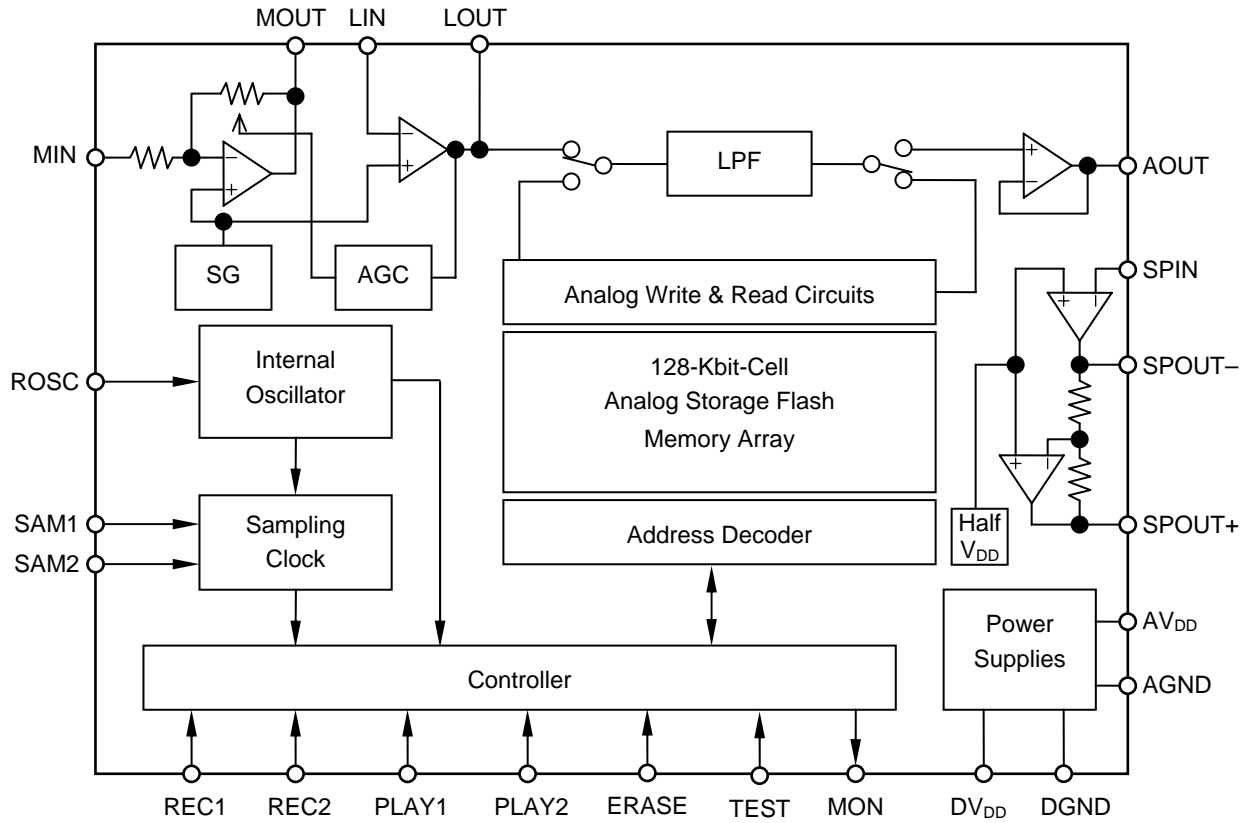 MOUT LIN LOUT
MIN
− +
− +
LPF
+ −
AOUT
SG
AGC
Analog Write & Read Circuits
SPIN
+ −
Internal
Oscillator
ROSC
128-Kbit-Cell
Analog Storage Flash
Memory Array
SPOUT–
+ −
SAM1
SAM2
Sampling
Clock
Address Decoder
Half
VDD
SPOUT+
Controller
Power
Supplies
AVDD
AGND
REC1 REC2 PLAY1 PLAY2 ERASE TEST MON DVDD DGND